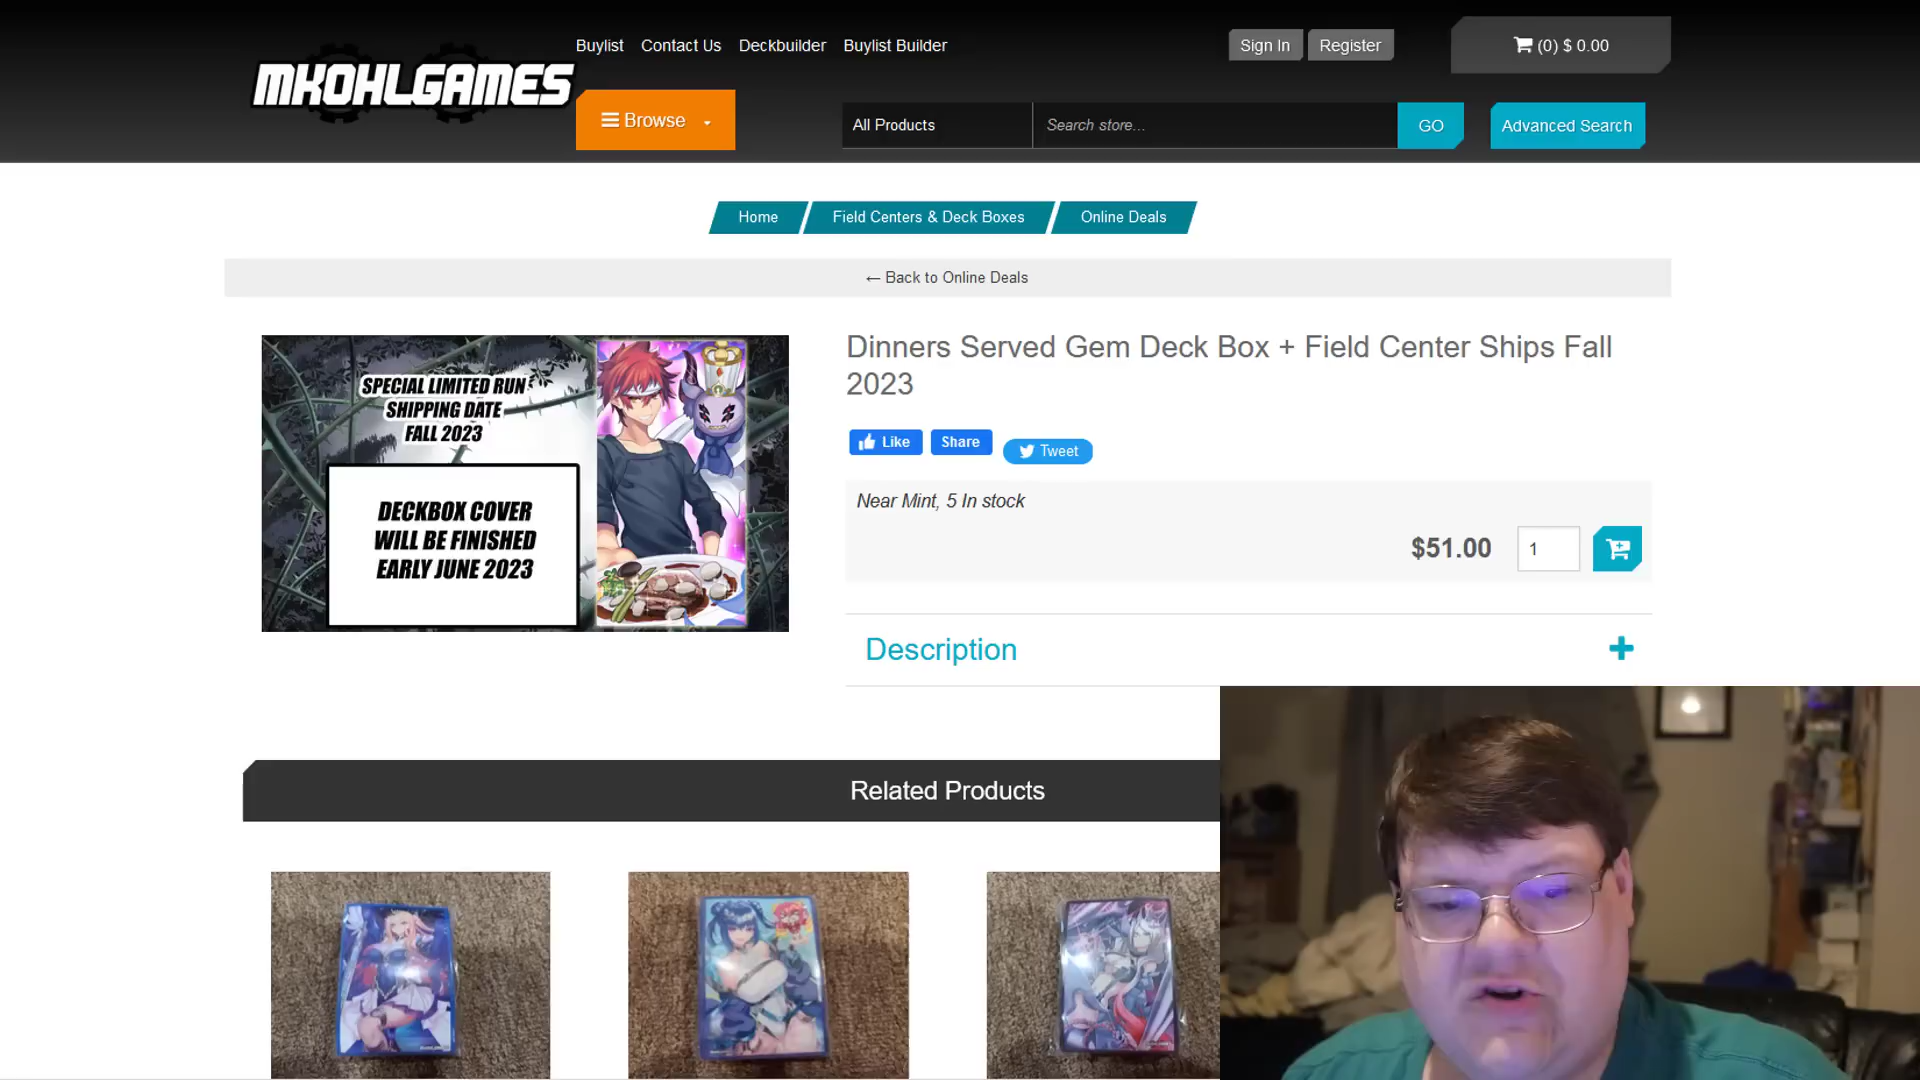 Buylist Contact Us Deckbuilder Buylist Builder
Sign In Register
(0) $ 0.00
MKOHLGAMES
Browse
All Products Search store... GO Advanced Search
Home Field Centers & Deck Boxes Online Deals
← Back to Online Deals
SPECIAL LIMITED RUN
SHIPPING DATE
FALL 2023
DECKBOX COVER
WILL BE FINISHED
EARLY JUNE 2023
Dinners Served Gem Deck Box + Field Center Ships Fall
2023
Like Share Tweet
Near Mint, 5 In stock
$51.00 1
Description
Related Products